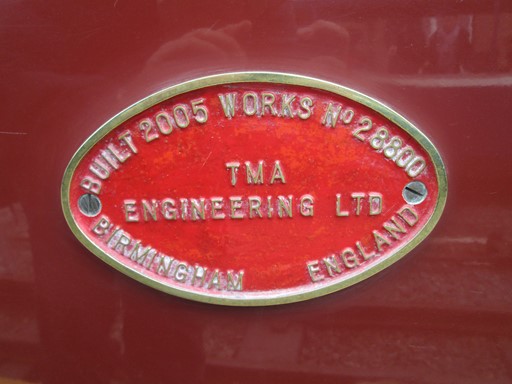 BUILT 2005 WORKS No 28800
TMA
ENGINEERING LTD
BIRMINGHAM ENGLAND